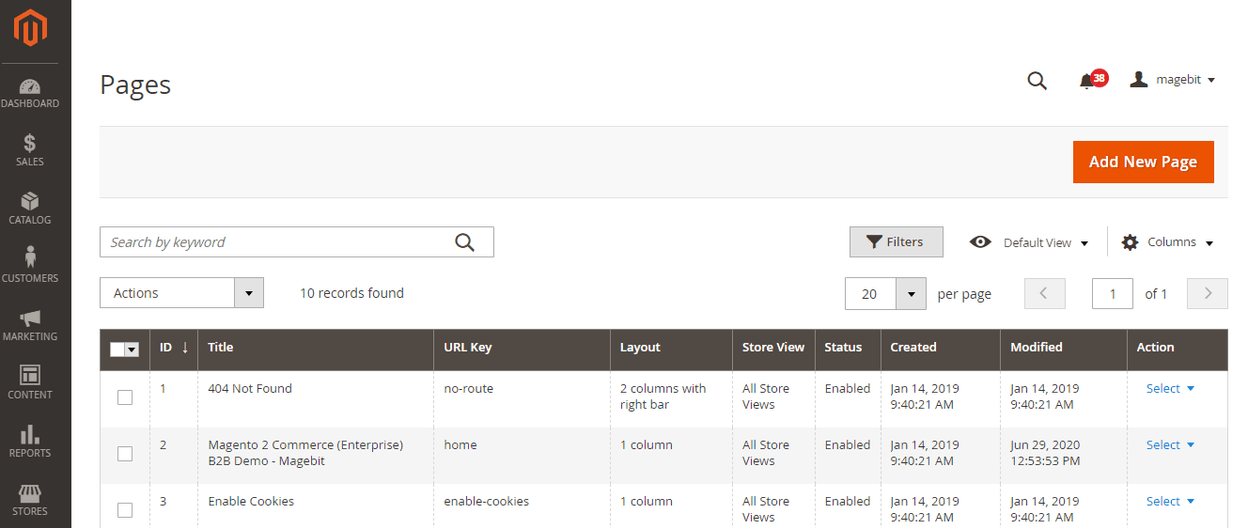 Pages
38
magebit
DASHBOARD
SALES
CATALOG
CUSTOMERS
MARKETING
CONTENT
REPORTS
STORES
Add New Page
Search by keyword
Filters
Default View
Columns
Actions
10 records found
20
per page
1
of 1
ID ↓ Title URL Key Layout Store View Status Created Modified Action
1 404 Not Found no-route 2 columns with All Store Enabled Jan 14, 2019 Jan 14, 2019 Select
right bar Views 9:40:21 AM 9:40:21 AM
2 Magento 2 Commerce (Enterprise) home 1 column All Store Enabled Jan 14, 2019 Jun 29, 2020 Select
B2B Demo - Magebit Views 9:40:21 AM 12:53:53 PM
3 Enable Cookies enable-cookies 1 column All Store Enabled Jan 14, 2019 Jan 14, 2019 Select
Views 9:40:21 AM 9:40:21 AM